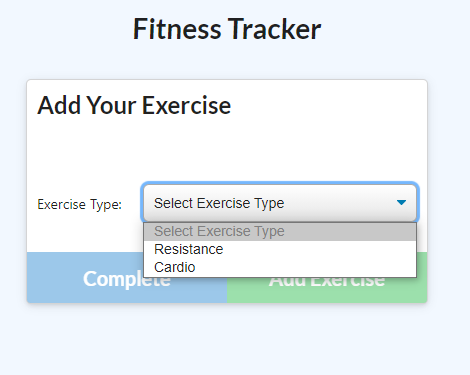 Fitness Tracker
Add Your Exercise
Exercise Type: Select Exercise Type
Select Exercise Type
Resistance
Cardio
Complete Add Exercise